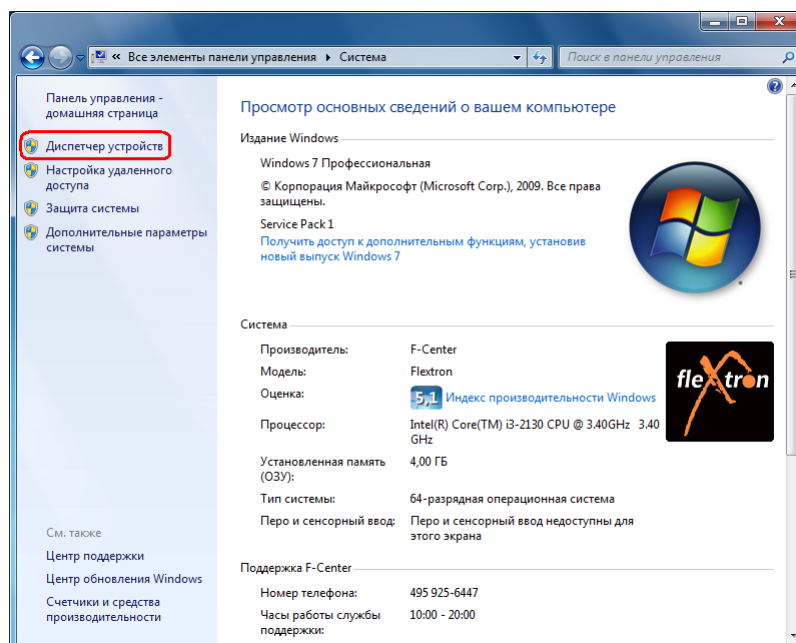 « Все элементы панели управления ▸ Система
Поиск в панели управления
Панель управления -
домашняя страница
Диспетчер устройств
Настройка удаленного
доступа
Защита системы
Дополнительные параметры
системы
См. также
Центр поддержки
Центр обновления Windows
Счетчики и средства
производительности
Просмотр основных сведений о вашем компьютере
Издание Windows
Windows 7 Профессиональная
© Корпорация Майкрософт (Microsoft Corp.), 2009. Все права
защищены.
Service Pack 1
Получить доступ к дополнительным функциям, установив
новый выпуск Windows 7
Система
Производитель: F-Center
Модель: Flextron
Оценка: 5,1 Индекс производительности Windows
Процессор: Intel(R) Core(TM) i3-2130 CPU @ 3.40GHz 3.40
GHz
Установленная память 4,00 ГБ
(ОЗУ):
Тип системы: 64-разрядная операционная система
Перо и сенсорный ввод: Перо и сенсорный ввод недоступны для
этого экрана
flextron
Поддержка F-Center
Номер телефона: 495 925-6447
Часы работы службы 10:00 - 20:00
поддержки: